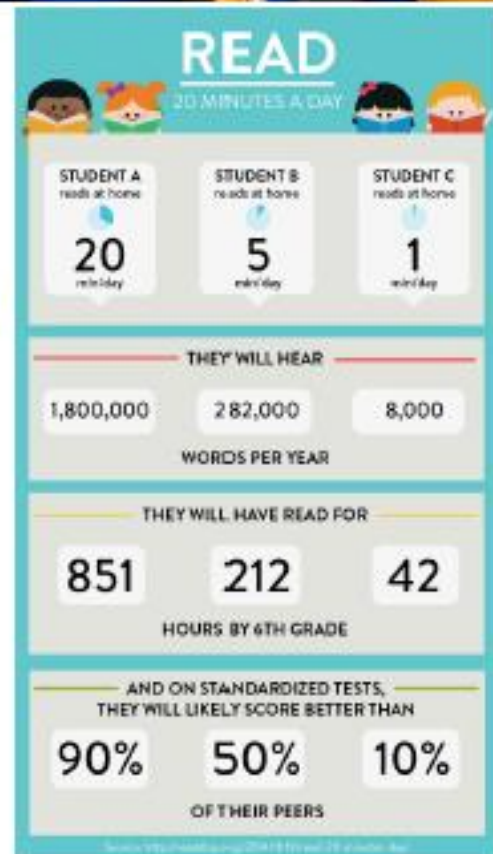 READ
20 MINUTES A DAY
STUDENT A
reads at home
20
min/day
STUDENT B
reads at home
5
min/day
STUDENT C
reads at home
1
min/day
THEY WILL HEAR
1,800,000
282,000
8,000
WORDS PER YEAR
THEY WILL HAVE READ FOR
851
212
42
HOURS BY 6TH GRADE
AND ON STANDARDIZED TESTS,
THEY WILL LIKELY SCORE BETTER THAN
90%
50%
10%
OF THEIR PEERS